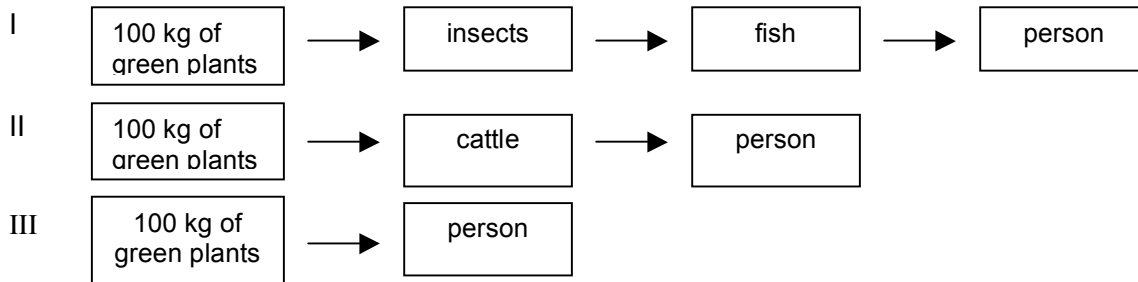 I
100 kg of
green plants
insects
fish
person
II
100 kg of
green plants
cattle
person
III
100 kg of
green plants
person